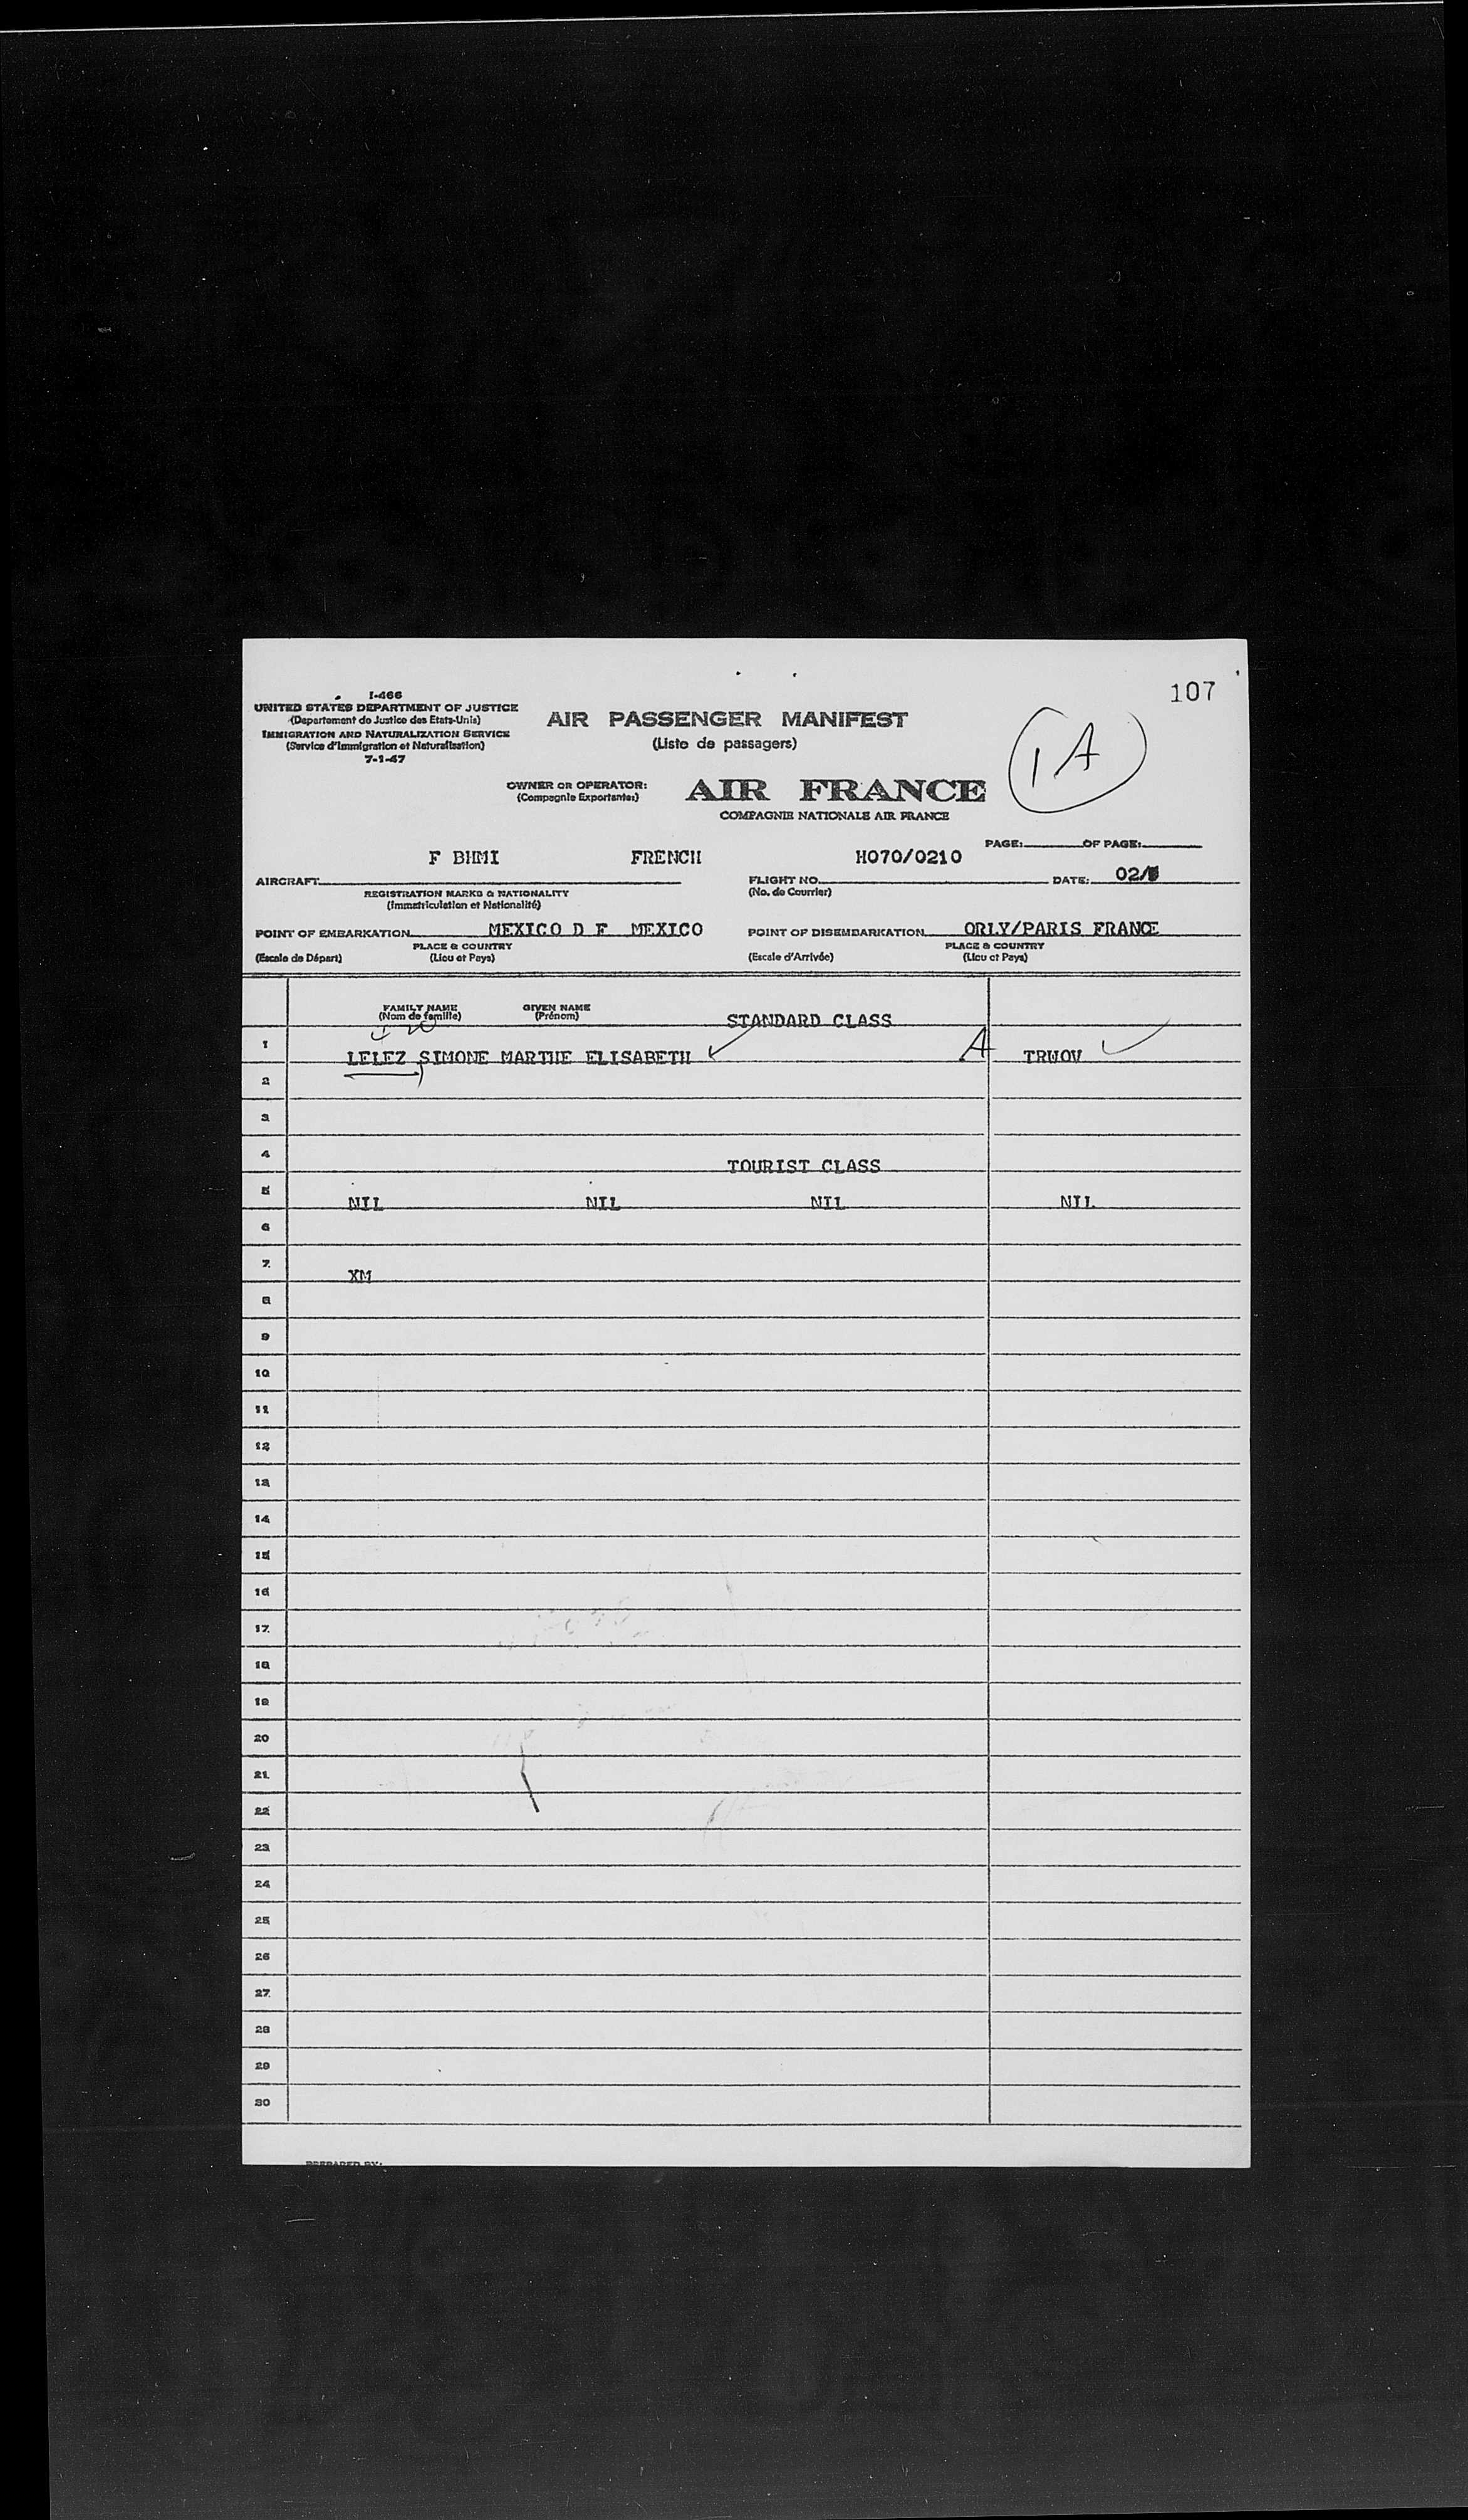 107
I-466
UNITED STATES DEPARTMENT OF JUSTICE
(Departement de Justice des Etats-Unis)
IMMIGRATION AND NATURALIZATION SERVICE
(Service d'Immigration et Naturalisation)
7-1-47
AIR PASSENGER MANIFEST
(Liste de passagers)
1 A
OWNER OR OPERATOR: AIR FRANCE
(Compagnie Exportante:)
COMPAGNIE NATIONALE AIR FRANCE
PAGE: OF PAGE:
F BHMI FRENCH H070/0210
AIRCRAFT FLIGHT NO. DATE: 02/
REGISTRATION MARKS & NATIONALITY (No. de Courrier)
(Immatriculation et Nationalité)
POINT OF EMBARKATION MEXICO D F MEXICO POINT OF DISEMBARKATION ORLY/PARIS FRANCE
PLACE & COUNTRY PLACE & COUNTRY
(Escale de Départ) (Lieu et Pays) (Escale d'Arrivée) (Lieu et Pays)
FAMILY NAME GIVEN NAME
(Nom de famille) (Prénom) STANDARD CLASS
1 LELEZ SIMONE MARTHE ELISABETH A TRWOV
2
3
4 TOURIST CLASS
5 NIL NIL NIL NIL
6
7 XM
8
9
10
11
12
13
14
15
16
17
18
19
20
21
22
23
24
25
26
27
28
29
30
PREPARED BY: